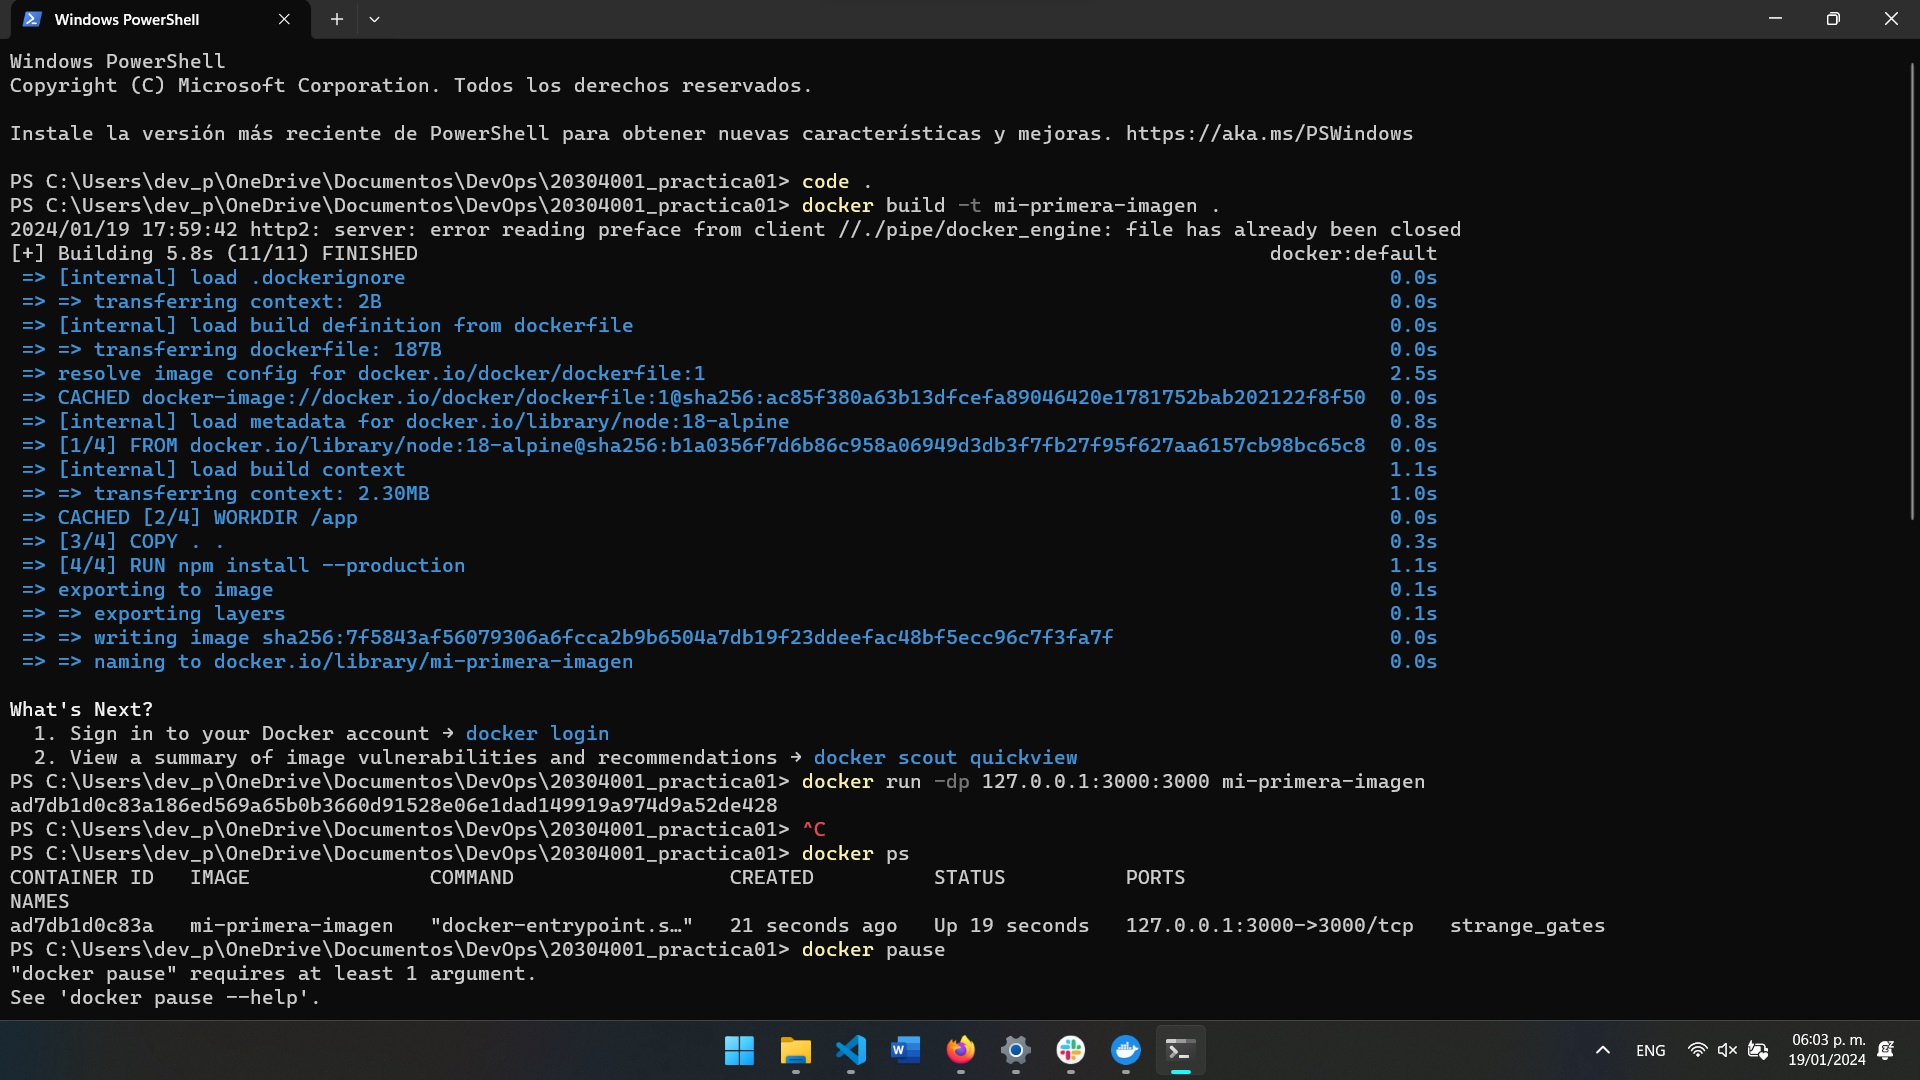 Windows PowerShell
Windows PowerShell
Copyright (C) Microsoft Corporation. Todos los derechos reservados.
Instale la versión más reciente de PowerShell para obtener nuevas características y mejoras. https://aka.ms/PSWindows
PS C:\Users\dev_p\OneDrive\Documentos\DevOps\20304001_practica01> code .
PS C:\Users\dev_p\OneDrive\Documentos\DevOps\20304001_practica01> docker build -t mi-primera-imagen .
2024/01/19 17:59:42 http2: server: error reading preface from client //./pipe/docker_engine: file has already been closed
[+] Building 5.8s (11/11) FINISHED docker:default
=> [internal] load .dockerignore 0.0s
=> => transferring context: 2B 0.0s
=> [internal] load build definition from dockerfile 0.0s
=> => transferring dockerfile: 187B 0.0s
=> resolve image config for docker.io/docker/dockerfile:1 2.5s
=> CACHED docker-image://docker.io/docker/dockerfile:1@sha256:ac85f380a63b13dfcefa89046420e1781752bab202122f8f50 0.0s
=> [internal] load metadata for docker.io/library/node:18-alpine 0.8s
=> [1/4] FROM docker.io/library/node:18-alpine@sha256:b1a0356f7d6b86c958a06949d3db3f7fb27f95f627aa6157cb98bc65c8 0.0s
=> [internal] load build context 1.1s
=> => transferring context: 2.30MB 1.0s
=> CACHED [2/4] WORKDIR /app 0.0s
=> [3/4] COPY . . 0.3s
=> [4/4] RUN npm install --production 1.1s
=> exporting to image 0.1s
=> => exporting layers 0.1s
=> => writing image sha256:7f5843af56079306a6fcca2b9b6504a7db19f23ddeefac48bf5ecc96c7f3fa7f 0.0s
=> => naming to docker.io/library/mi-primera-imagen 0.0s
What's Next?
1. Sign in to your Docker account → docker login
2. View a summary of image vulnerabilities and recommendations → docker scout quickview
PS C:\Users\dev_p\OneDrive\Documentos\DevOps\20304001_practica01> docker run -dp 127.0.0.1:3000:3000 mi-primera-imagen
ad7db1d0c83a186ed569a65b0b3660d91528e06e1dad149919a974d9a52de428
PS C:\Users\dev_p\OneDrive\Documentos\DevOps\20304001_practica01> ^C
PS C:\Users\dev_p\OneDrive\Documentos\DevOps\20304001_practica01> docker ps
CONTAINER ID IMAGE COMMAND CREATED STATUS PORTS
NAMES
ad7db1d0c83a mi-primera-imagen "docker-entrypoint.s…" 21 seconds ago Up 19 seconds 127.0.0.1:3000->3000/tcp strange_gates
PS C:\Users\dev_p\OneDrive\Documentos\DevOps\20304001_practica01> docker pause
"docker pause" requires at least 1 argument.
See 'docker pause --help'.
ENG
06:03 p. m.
19/01/2024